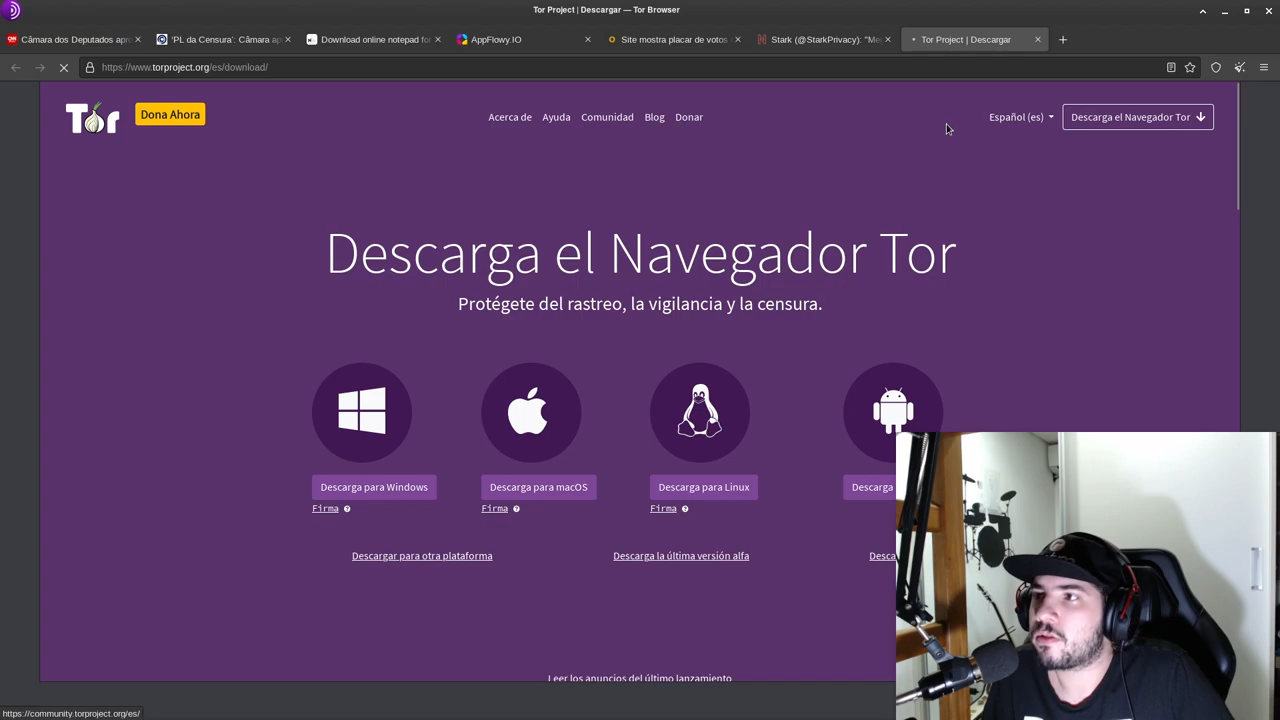 Tor Project | Descargar — Tor Browser
Câmara dos Deputados apro
'PL da Censura': Câmara ap
Download online notepad fo
AppFlowy.IO
Site mostra placar de votos
Stark (@StarkPrivacy): "Me
Tor Project | Descargar
https://www.torproject.org/es/download/
Tor
Dona Ahora
Acerca de
Ayuda
Comunidad
Blog
Donar
Español (es)
Descarga el Navegador Tor
Descarga el Navegador Tor
Protégete del rastreo, la vigilancia y la censura.
Descarga para Windows
Descarga para macOS
Descarga para Linux
Descarga
Firma
Firma
Firma
Descargar para otra plataforma
Descarga la última versión alfa
Desca
Leer los anuncios del último lanzamiento
https://community.torproject.org/es/